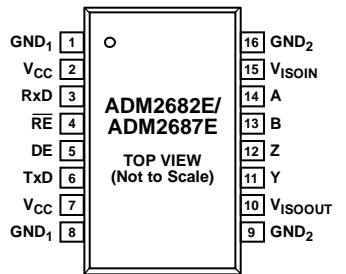 GND1 1
VCC 2
RxD 3
RE 4
DE 5
TxD 6
VCC 7
GND1 8
ADM2682E/
ADM2687E
TOP VIEW
(Not to Scale)
16 GND2
15 VISOIN
14 A
13 B
12 Z
11 Y
10 VISOOUT
9 GND2